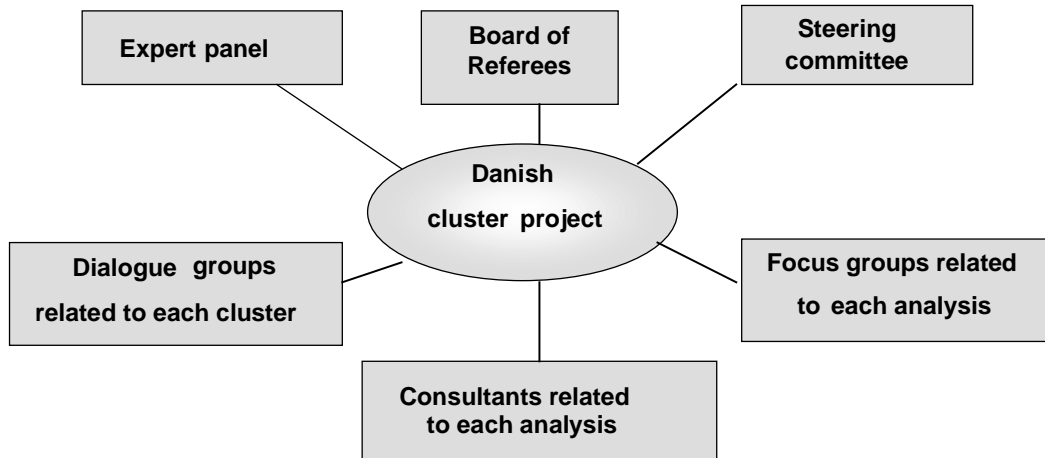 Expert panel
Board of
Referees
Steering
committee
Danish
cluster project
Dialogue groups
related to each cluster
Focus groups related
to each analysis
Consultants related
to each analysis